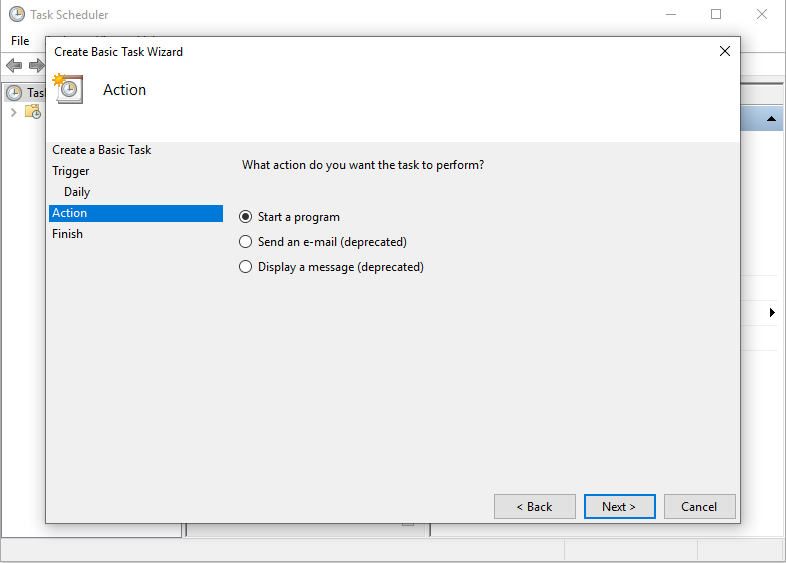 Task Scheduler
File
Create Basic Task Wizard
Action
Task
Create a Basic Task
Trigger
Daily
Action
Finish
What action do you want the task to perform?
Start a program
Send an e-mail (deprecated)
Display a message (deprecated)
< Back
Next >
Cancel